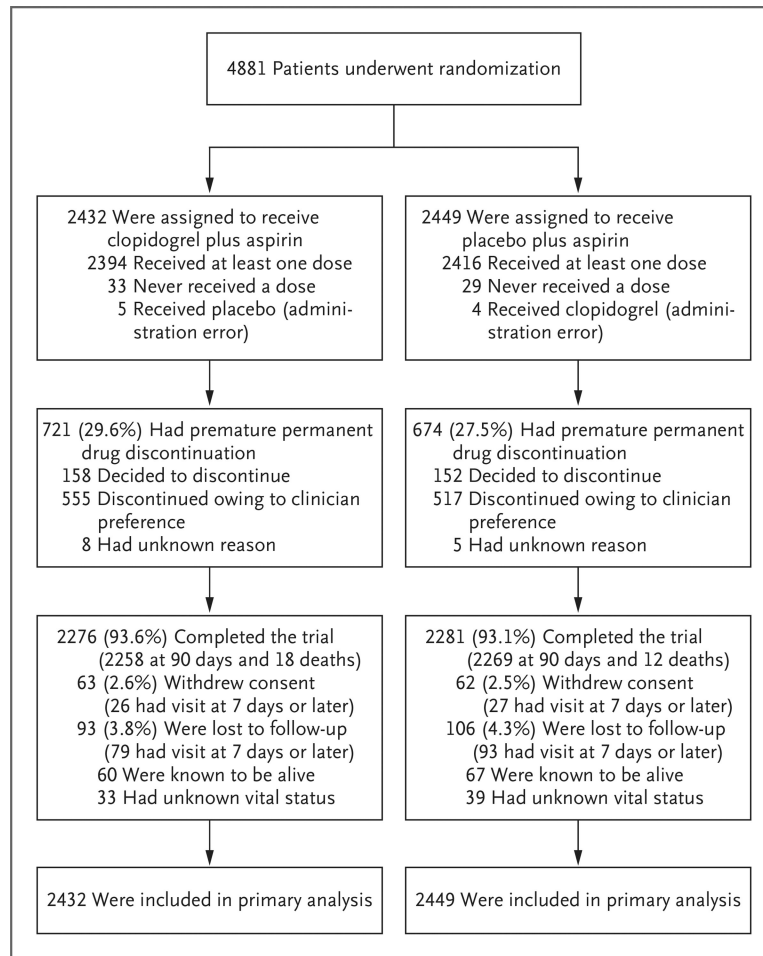 4881 Patients underwent randomization
2432 Were assigned to receive
clopidogrel plus aspirin
2394 Received at least one dose
33 Never received a dose
5 Received placebo (admini-
stration error)
2449 Were assigned to receive
placebo plus aspirin
2416 Received at least one dose
29 Never received a dose
4 Received clopidogrel (admini-
stration error)
721 (29.6%) Had premature permanent
drug discontinuation
158 Decided to discontinue
555 Discontinued owing to clinician
preference
8 Had unknown reason
674 (27.5%) Had premature permanent
drug discontinuation
152 Decided to discontinue
517 Discontinued owing to clinician
preference
5 Had unknown reason
2276 (93.6%) Completed the trial
(2258 at 90 days and 18 deaths)
63 (2.6%) Withdrew consent
(26 had visit at 7 days or later)
93 (3.8%) Were lost to follow-up
(79 had visit at 7 days or later)
60 Were known to be alive
33 Had unknown vital status
2281 (93.1%) Completed the trial
(2269 at 90 days and 12 deaths)
62 (2.5%) Withdrew consent
(27 had visit at 7 days or later)
106 (4.3%) Were lost to follow-up
(93 had visit at 7 days or later)
67 Were known to be alive
39 Had unknown vital status
2432 Were included in primary analysis
2449 Were included in primary analysis